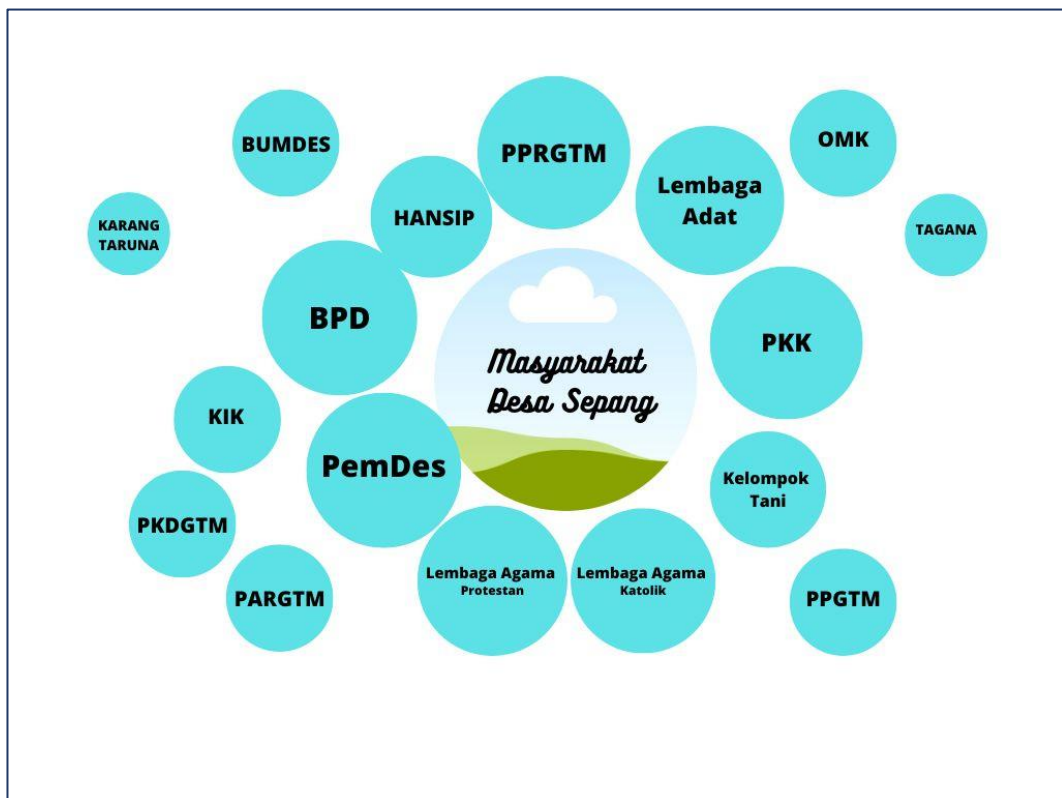 BUMDES
PPRGTM
OMK
HANSIP
Lembaga
Adat
KARANG
TARUNA
TAGANA
BPD
PKK
Masyarakat
Desa Sepang
KIK
PemDes
Kelompok
Tani
PKDGTM
Lembaga Agama
Protestan
Lembaga Agama
Katolik
PARGTM
PPGTM